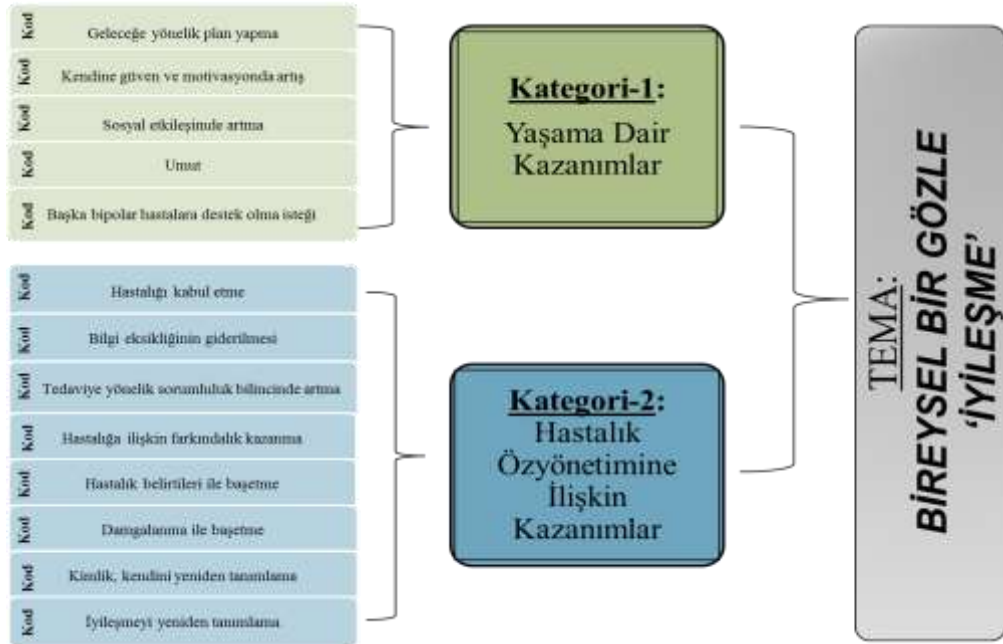 Kod
Geleceğe yönelik plan yapma
Kod
Kendine güven ve motivasyonda artış
Kod
Sosyal etkileşimde artma
Kod
Umut
Kod
Başka bipolar hastalara destek olma isteği
Kod
Hastalığı kabul etme
Kod
Bilgi eksikliğinin giderilmesi
Kod
Tedaviye yönelik sorumluluk bilincinde artma
Kod
Hastalığa ilişkin farkındalık kazanma
Kod
Hastalık belirtileri ile başetme
Kod
Damgalanma ile başetme
Kod
Kimlik, kendini yeniden tanımlama
Kod
İyileşmeyi yeniden tanımlama
Kategori-1:
Yaşama Dair
Kazanımlar
Kategori-2:
Hastalık
Özyönetimine
İlişkin
Kazanımlar
TEMA:
BİREYSEL BİR GÖZLE
‘İYİLEŞME’